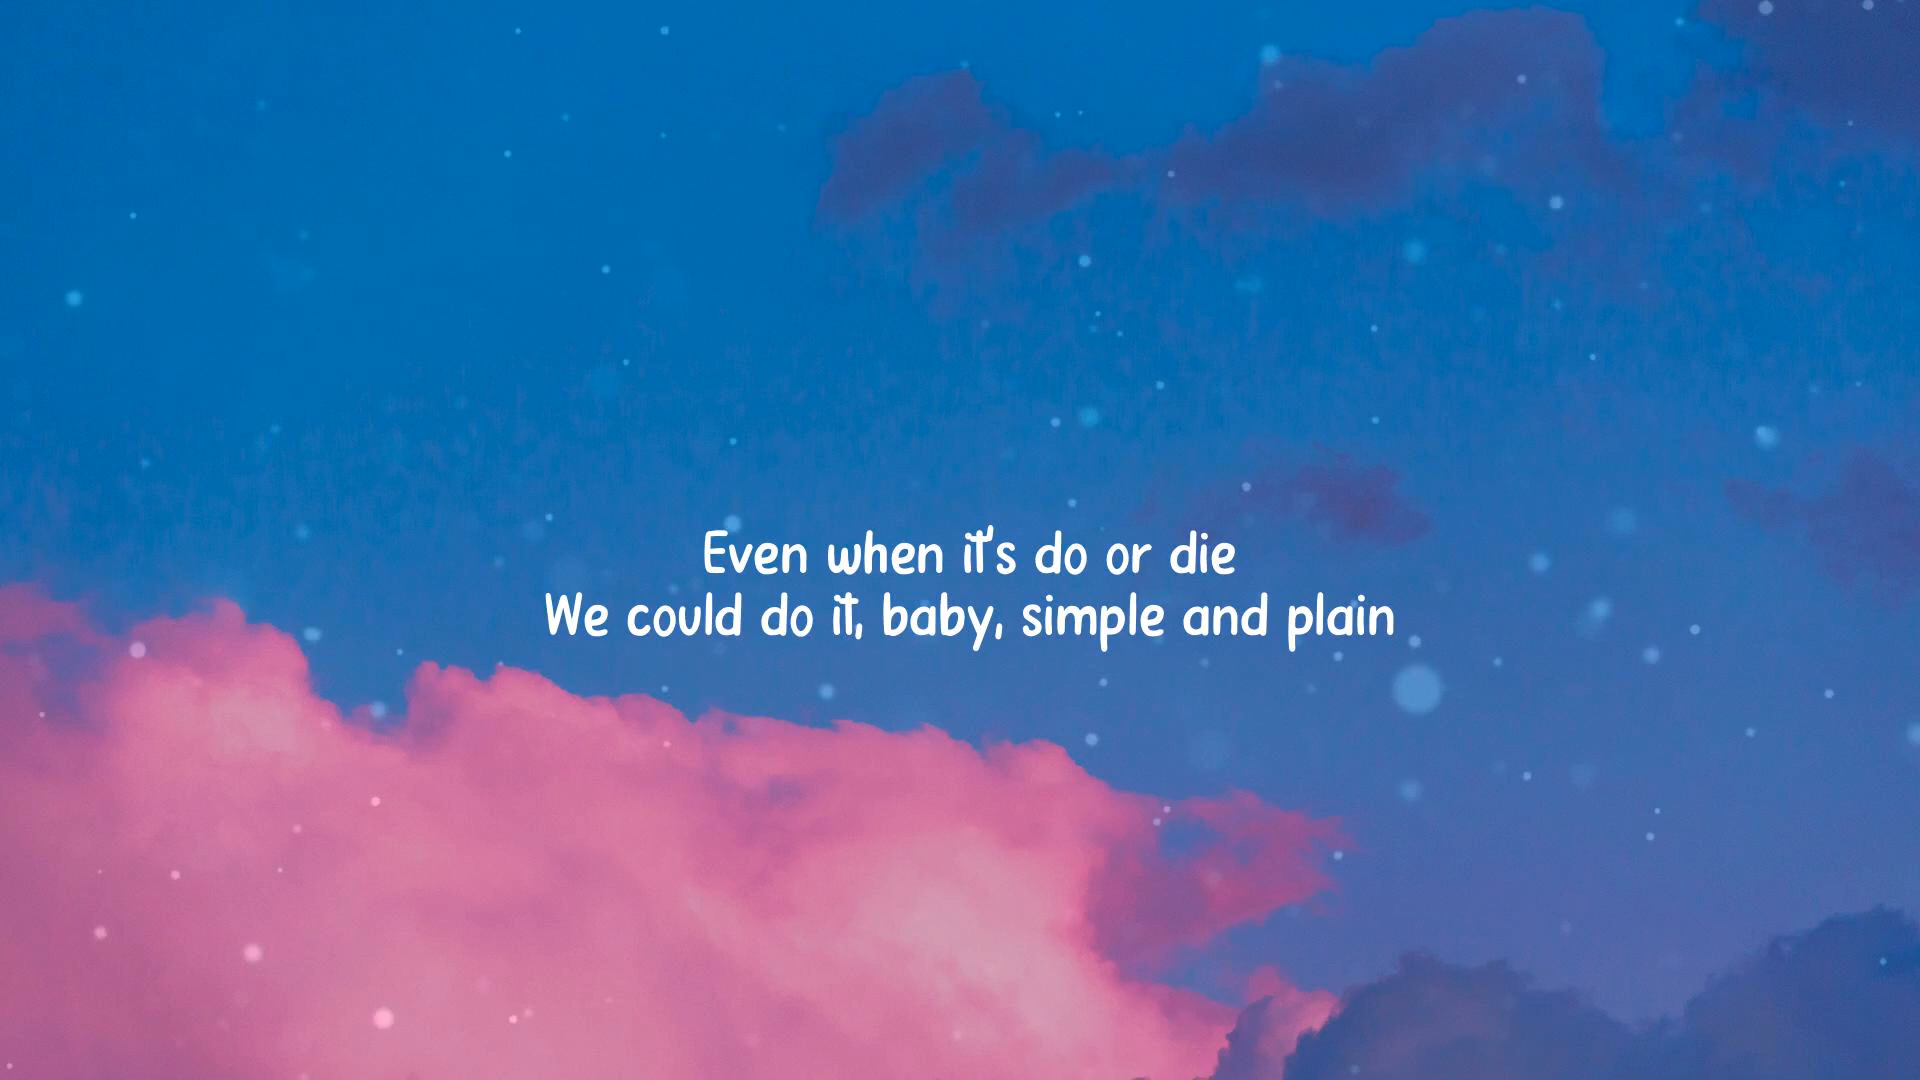 Even when it's do or die
We could do it, baby, simple and plain